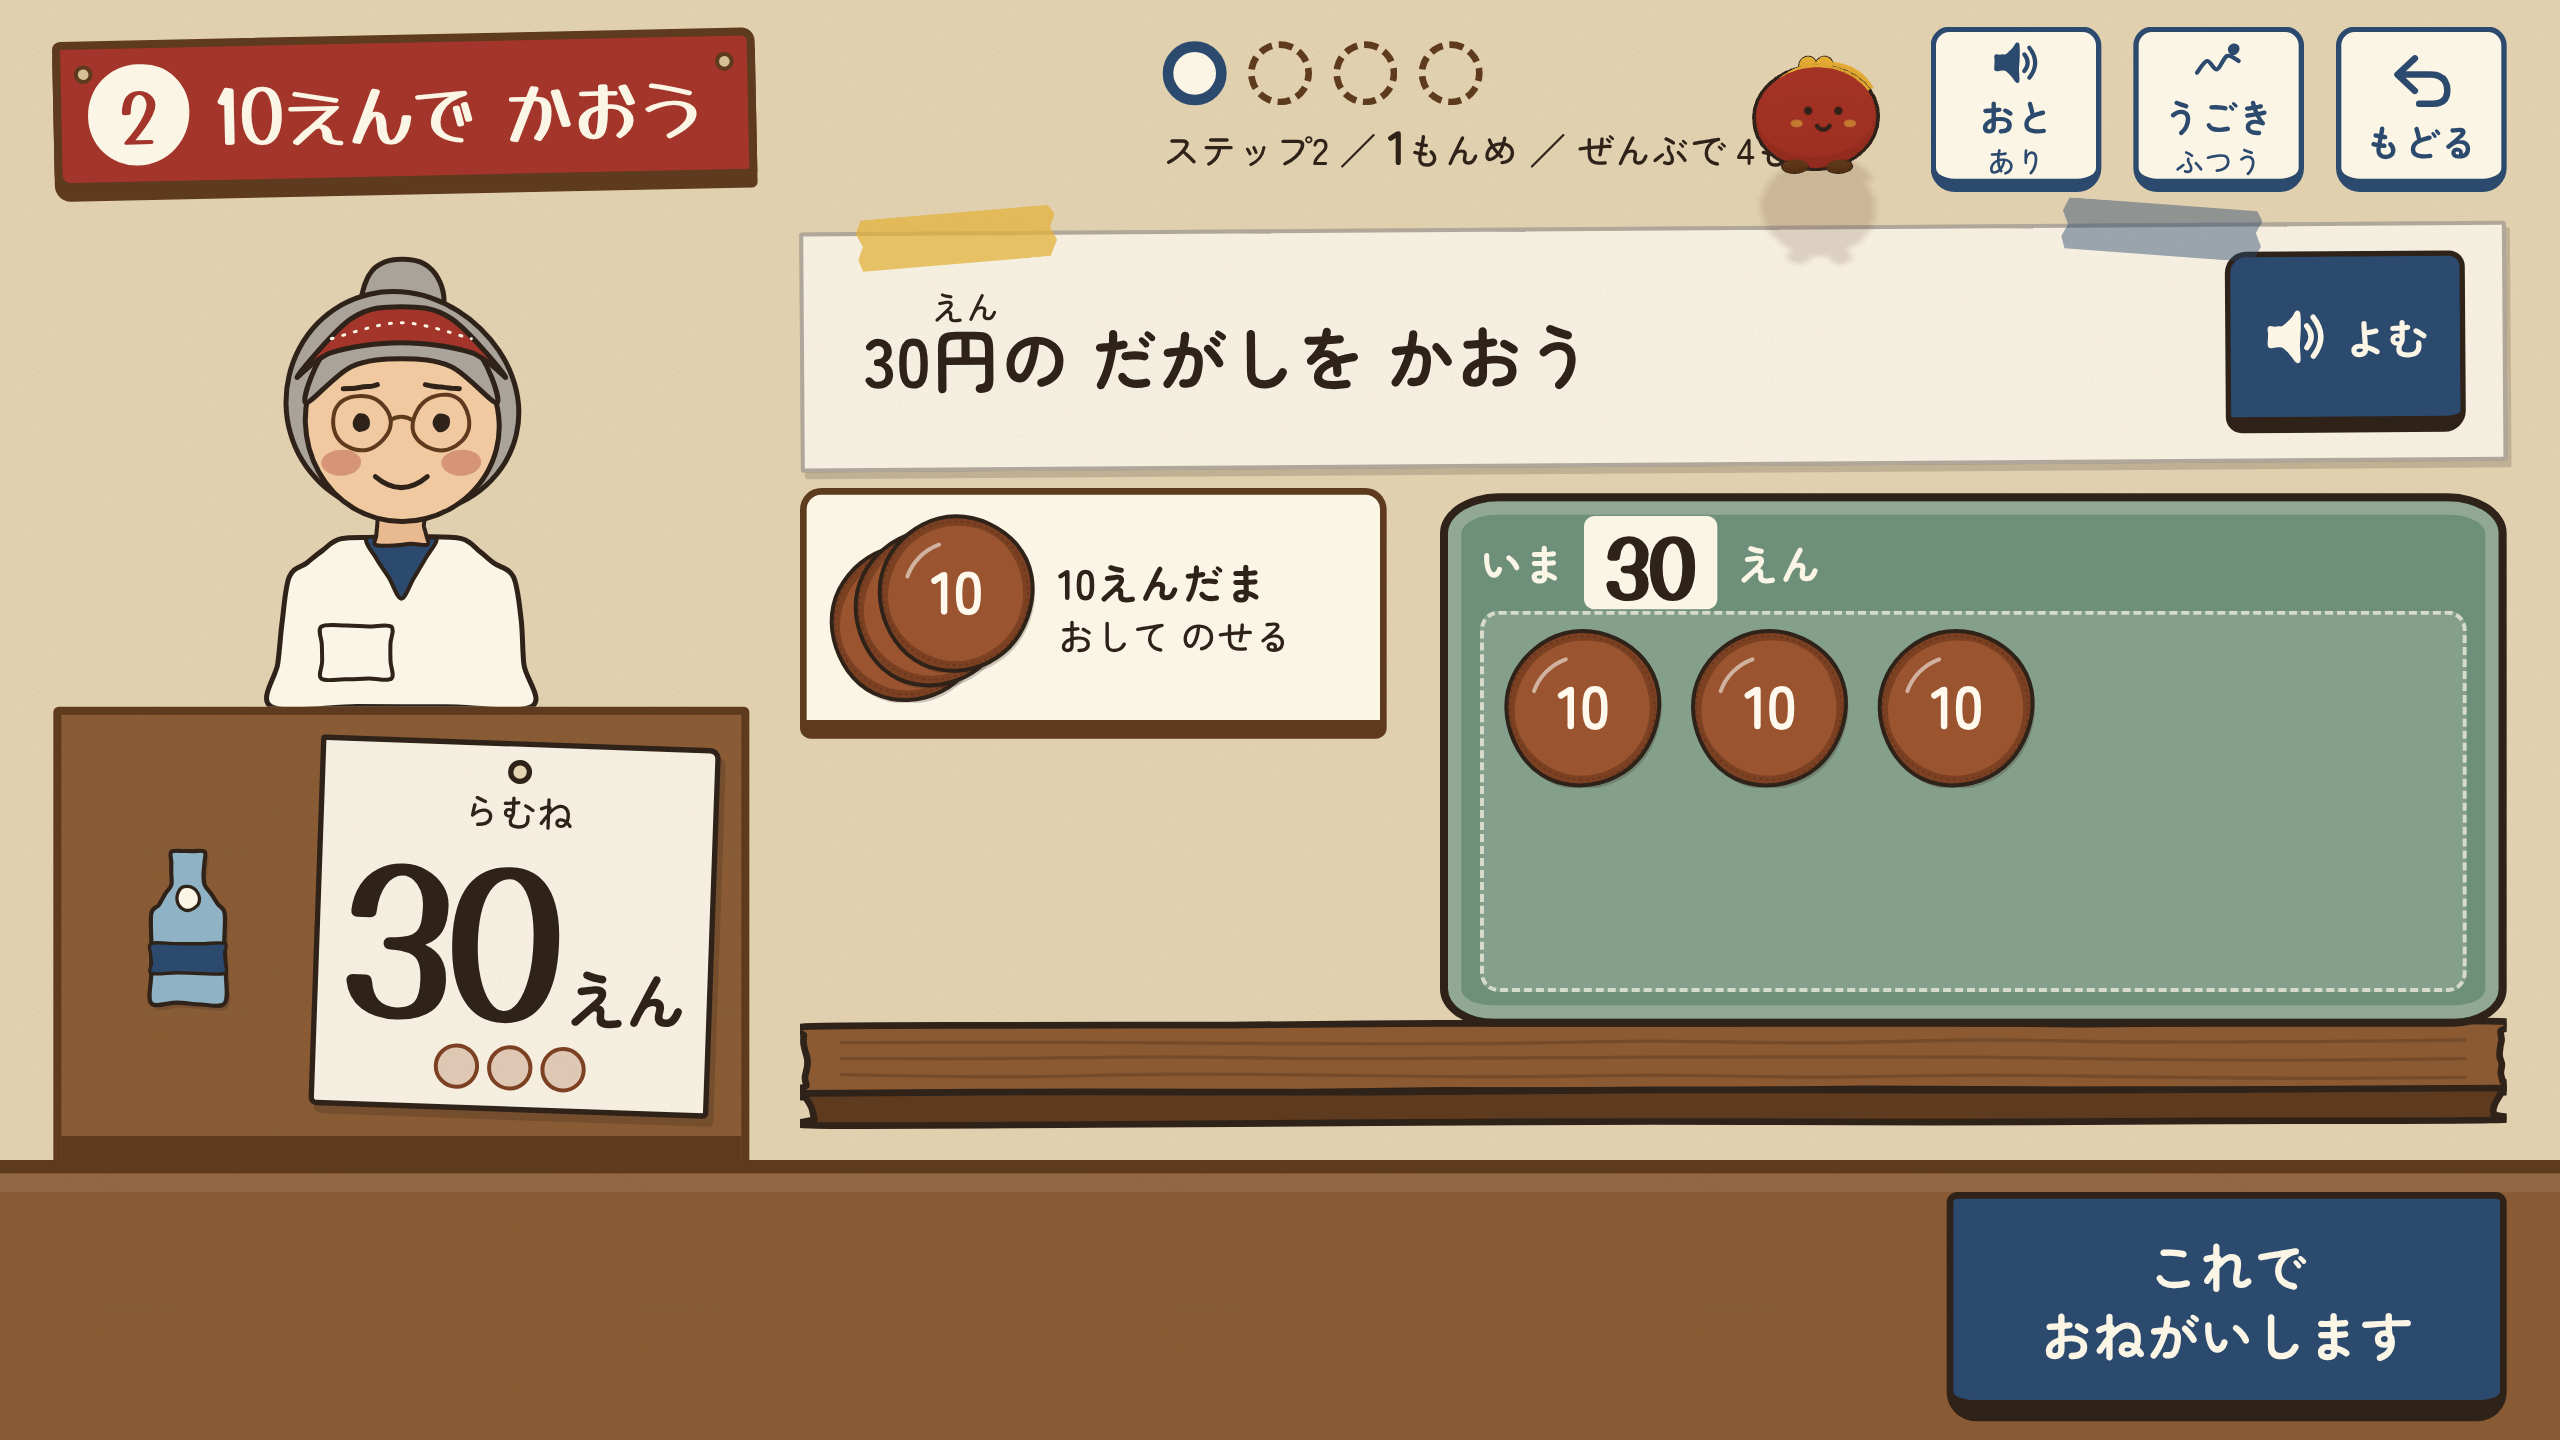 2 10えんで かおう
ステップ2 ／ 1もんめ ／ ぜんぶで 4
おと
あり
うごき
ふつう
もどる
えん
30円の だがしを かおう
よむ
10
10えんだま
おして のせる
いま 30 えん
10 10 10
らむね
30えん
これで
おねがいします